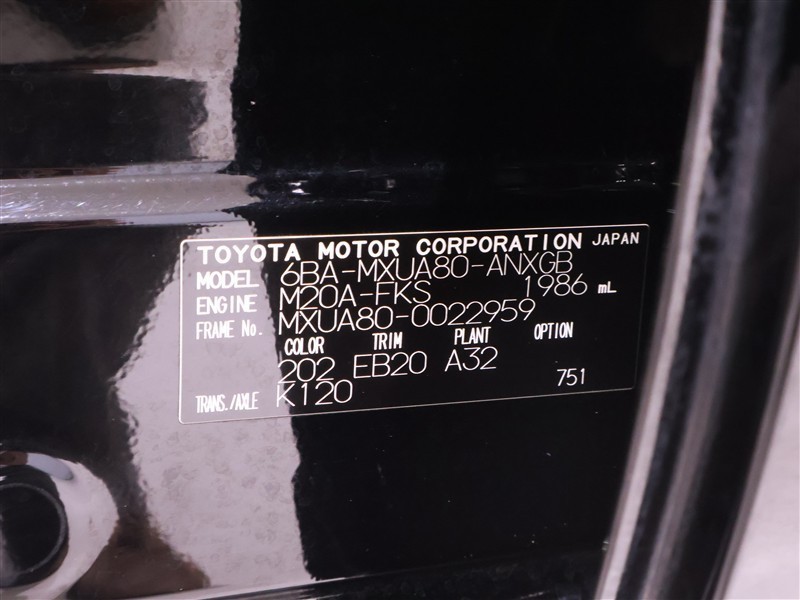 TOYOTA MOTOR CORPORATION JAPAN
MODEL 6BA-MXUA80-ANXGB
ENGINE M20A-FKS 1986 mL
FRAME No. MXUA80-0022959
COLOR TRIM PLANT OPTION
202 EB20 A32
TRANS./AXLE K120 751